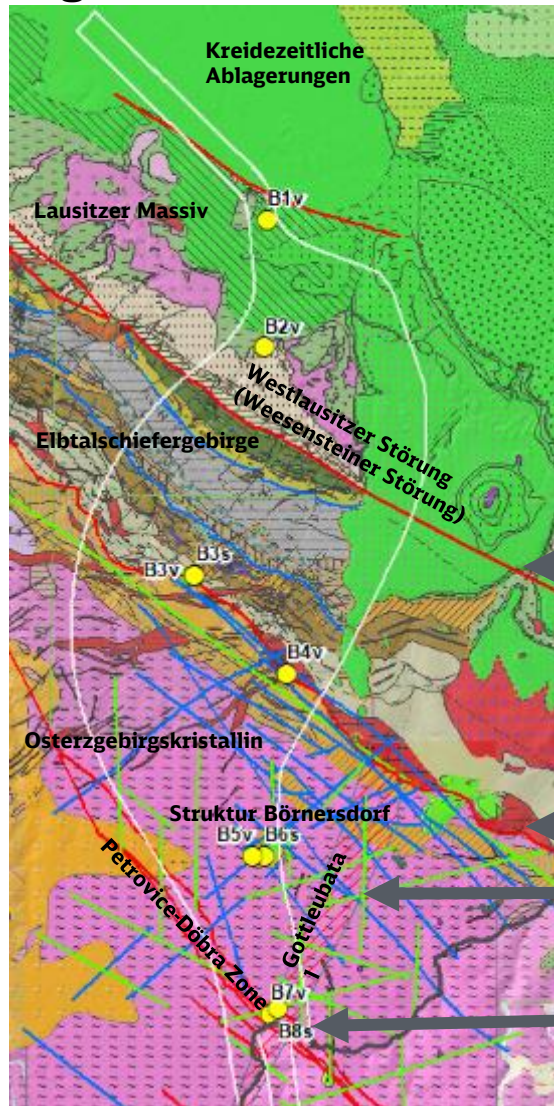 Kreidezeitliche
Ablagerungen
B1v
Lausitzer Massiv
B2v
Westlausitzer Störung
(Weesensteiner Störung)
Elbtalschiefergebirge
B3s
B3v
B4v
Osterzgebirgskristallin
Struktur Börnersdorf
B5v
B6s
Petrovice-Döbra Zone
Gottleubata
l
B7v
B8s